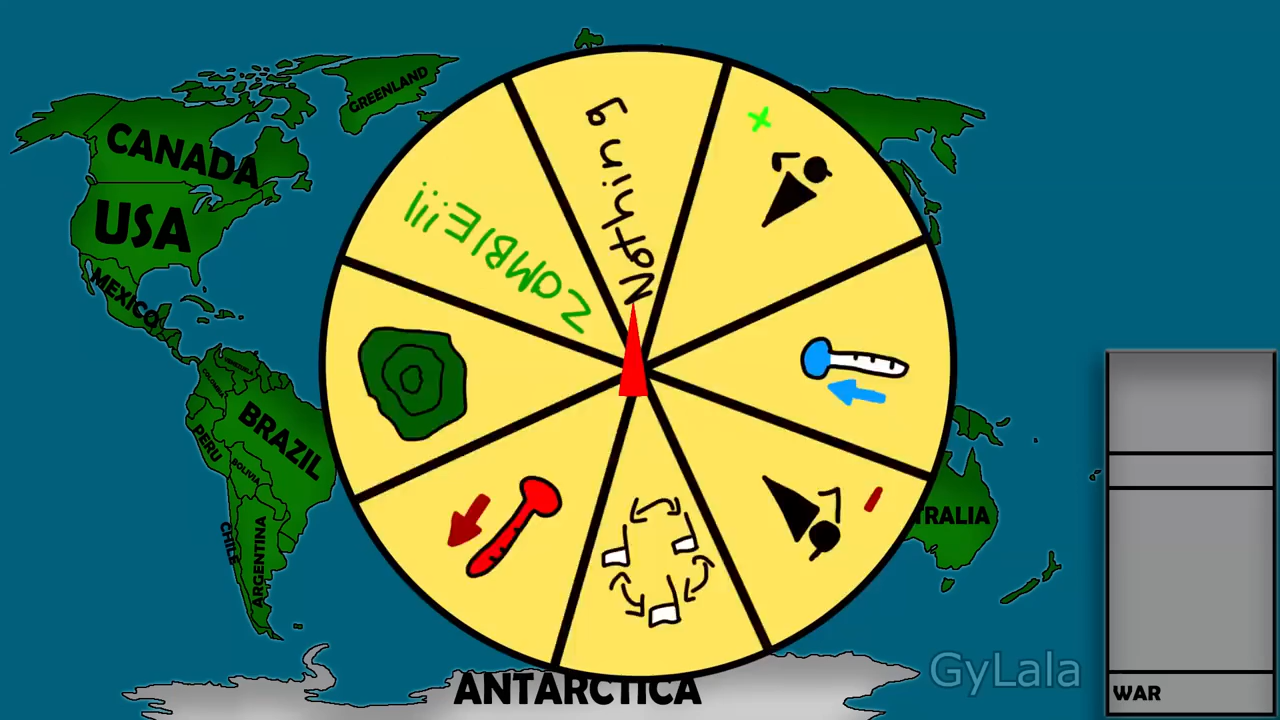 GREENLAND
CANADA
USA
MEXICO
Nothing
ZOMBIE!!!
BRAZIL
PERU
BOLIVIA
CHILE
ARGENTINA
TRALIA
ANTARCTICA
GyLala
WAR